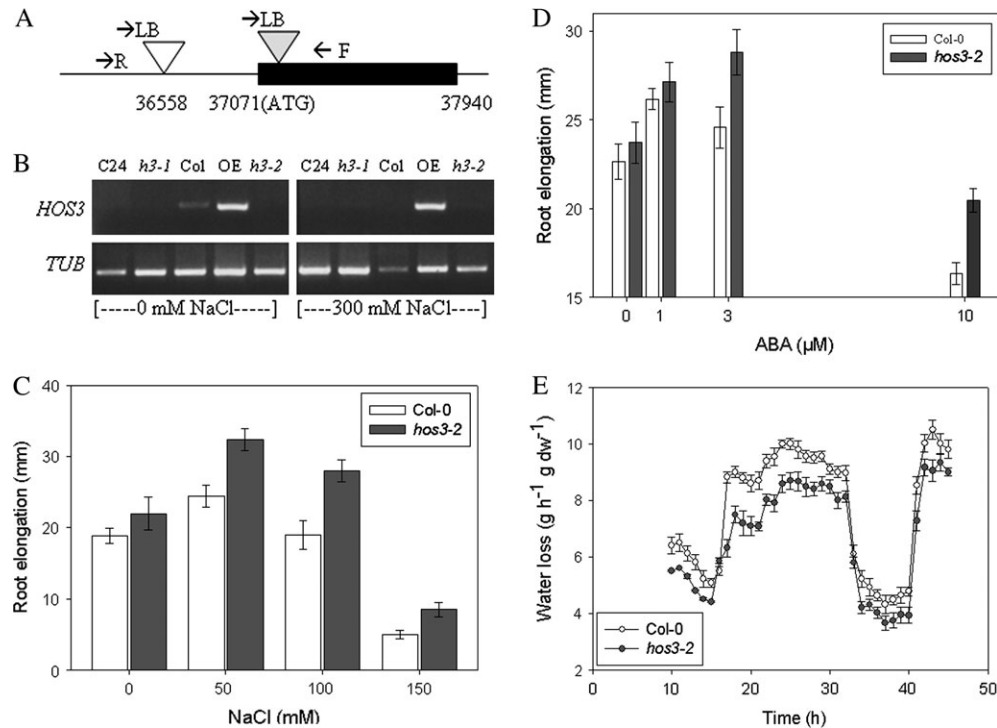 A
LB
LB
R
F
36558
37071(ATG)
37940
B
C24 h3-1 Col OE h3-2 C24 h3-1 Col OE h3-2
HOS3
TUB
[-----0 mM NaCl-----] [----300 mM NaCl----]
C
Root elongation (mm)
40
30
20
10
0
Col-0
hos3-2
0 50 100 150
NaCl (mM)
D
Root elongation (mm)
30
26
22
18
15
Col-0
hos3-2
0 1 3 10
ABA (µM)
E
Water loss (g h⁻¹ g dw⁻¹)
12
10
8
6
4
2
Col-0
hos3-2
0 10 20 30 40 50
Time (h)